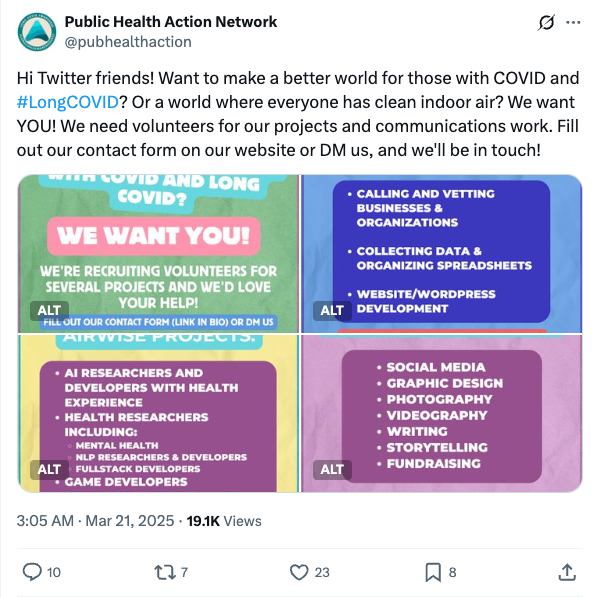 Public Health Action Network
@pubhealthaction
Hi Twitter friends! Want to make a better world for those with COVID and
#LongCOVID? Or a world where everyone has clean indoor air? We want
YOU! We need volunteers for our projects and communications work. Fill
out our contact form on our website or DM us, and we'll be in touch!
WITH COVID AND LONG
COVID?
WE WANT YOU!
WE'RE RECRUITING VOLUNTEERS FOR
SEVERAL PROJECTS AND WE'D LOVE
YOUR HELP!
FILL OUT OUR CONTACT FORM (LINK IN BIO) OR DM US
ALT
• CALLING AND VETTING
BUSINESSES &
ORGANIZATIONS
• COLLECTING DATA &
ORGANIZING SPREADSHEETS
• WEBSITE/WORDPRESS
DEVELOPMENT
ALT
AIRWISE PROJECTS:
• AI RESEARCHERS AND
DEVELOPERS WITH HEALTH
EXPERIENCE
• HEALTH RESEARCHERS
INCLUDING:
MENTAL HEALTH
NLP RESEARCHERS & DEVELOPERS
FULLSTACK DEVELOPERS
• GAME DEVELOPERS
ALT
• SOCIAL MEDIA
• GRAPHIC DESIGN
• PHOTOGRAPHY
• VIDEOGRAPHY
• WRITING
• STORYTELLING
• FUNDRAISING
ALT
3:05 AM · Mar 21, 2025 · 19.1K Views
10 7 23 8